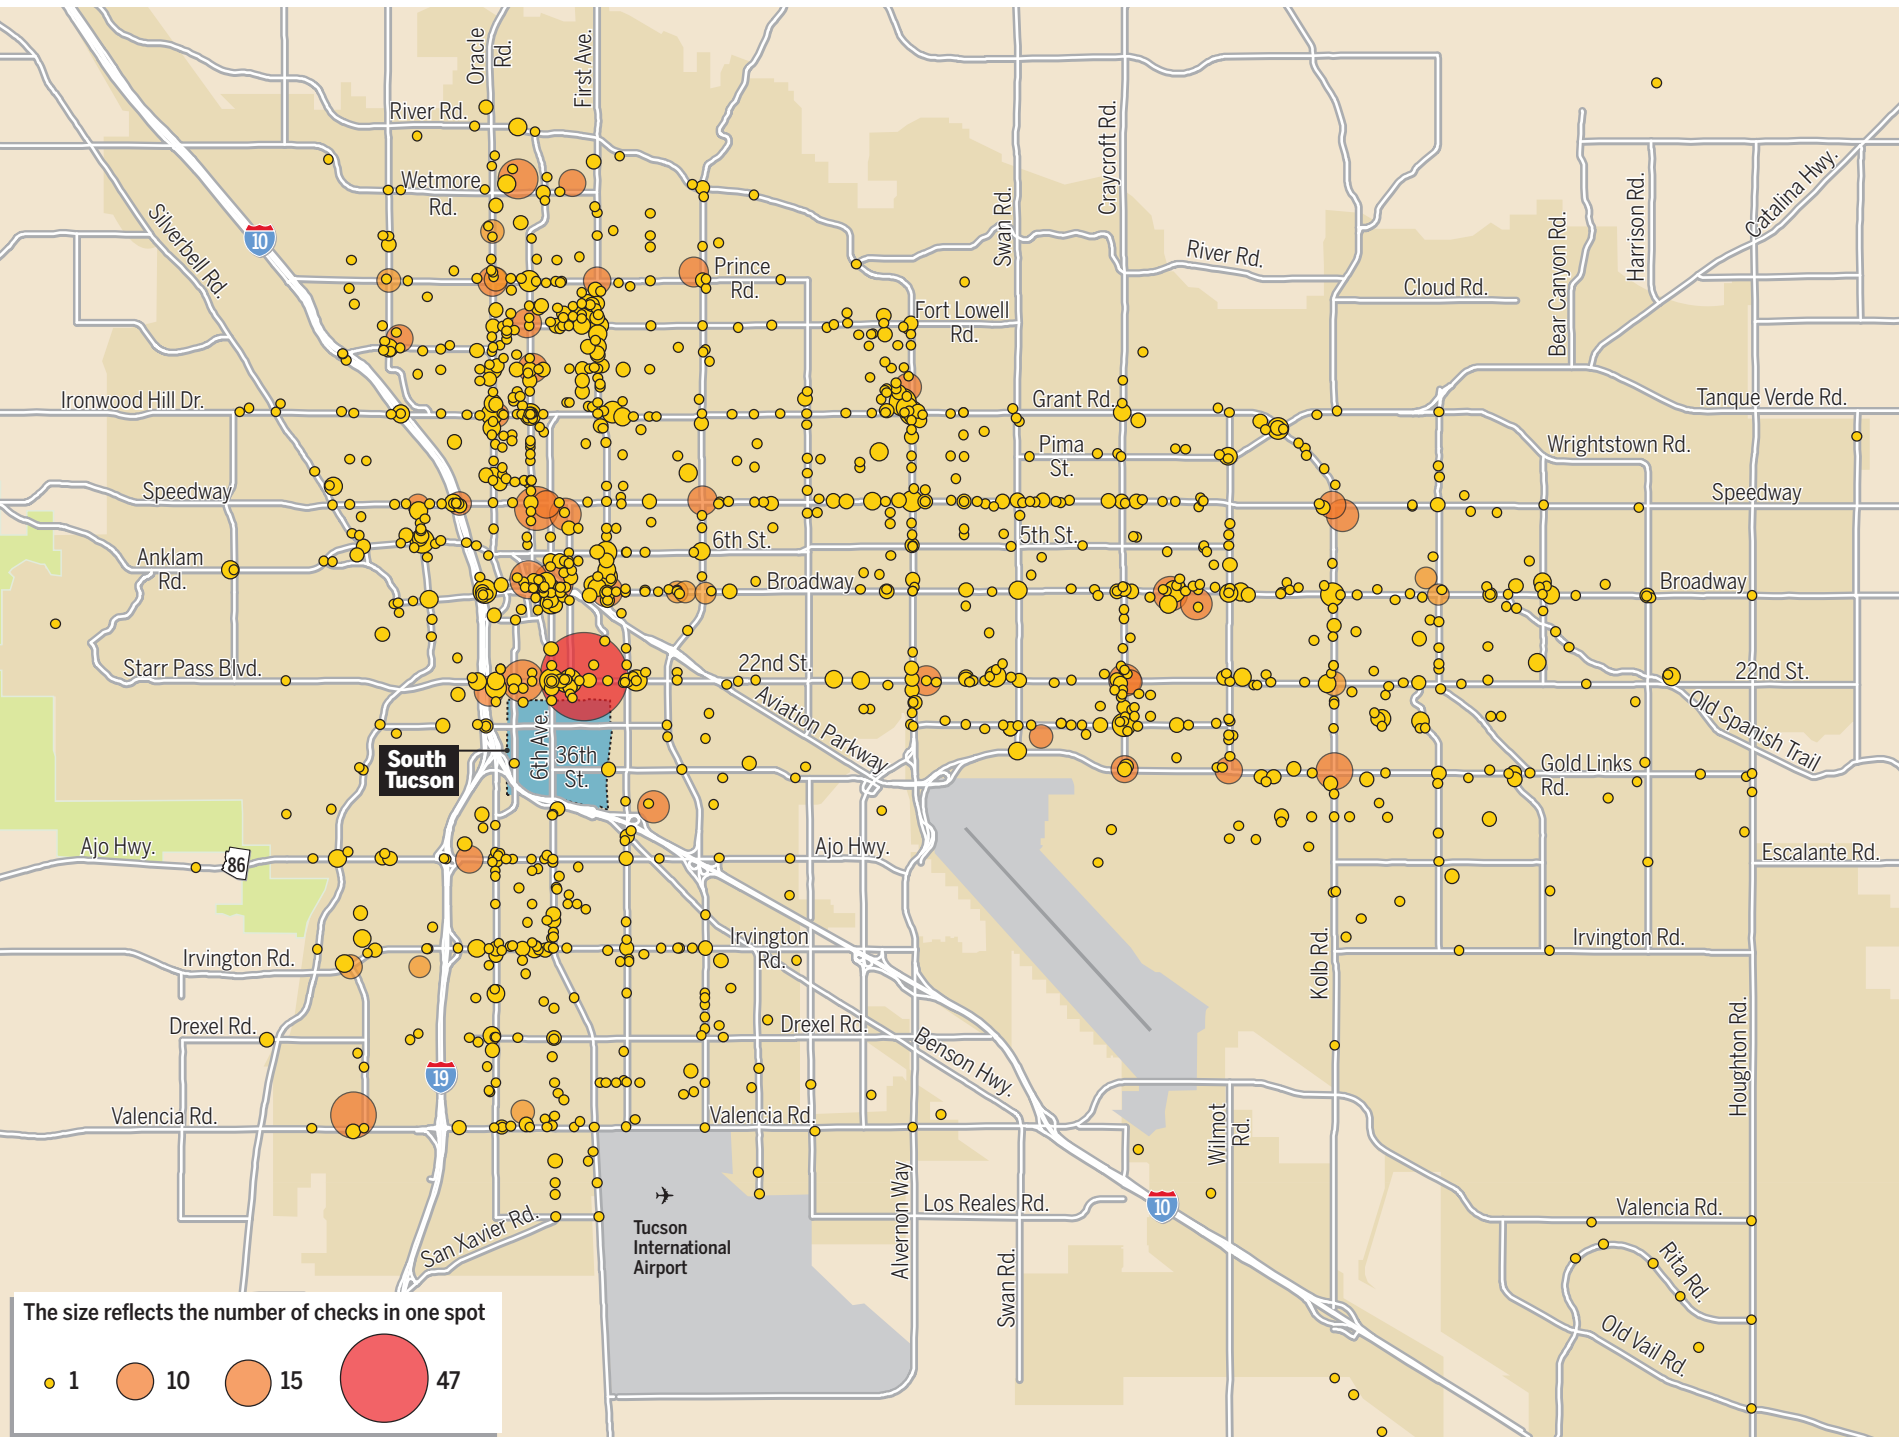 Oracle
Rd.
First Ave.
River Rd.
Craycroft Rd.
Wetmore
Rd.
Silverbell Rd.
10
Swan Rd.
River Rd.
Bear Canyon Rd.
Harrison Rd.
Catalina Hwy.
Prince
Rd.
Cloud Rd.
Fort Lowell
Rd.
Ironwood Hill Dr.
Grant Rd.
Tanque Verde Rd.
Pima
St.
Wrightstown Rd.
Speedway
Speedway
6th St.
5th St.
Anklam
Rd.
Broadway
Broadway
Starr Pass Blvd.
22nd St.
22nd St.
Aviation Parkway
Old Spanish Trail
South
Tucson
6th Ave.
36th
St.
Gold Links
Rd.
Ajo Hwy.
86
Ajo Hwy.
Escalante Rd.
Irvington Rd.
Irvington
Rd.
Kolb Rd.
Irvington Rd.
Drexel Rd.
Drexel Rd.
Benson Hwy.
Houghton Rd.
19
Valencia Rd.
Valencia Rd.
Wilmot
Rd.
Alvernon Way
Los Reales Rd.
10
Valencia Rd.
San Xavier Rd.
Tucson
International
Airport
Swan Rd.
Rita Rd.
Old Vail Rd.
The size reflects the number of checks in one spot
1
10
15
47